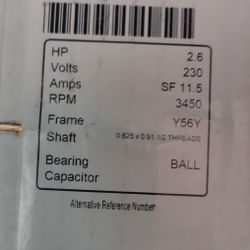 HP 2.6
Volts 230
Amps SF 11.5
RPM 3450
Frame Y56Y
Shaft 0.625 x 0.91 1/2 THREADS
Bearing BALL
Capacitor
Alternative Reference Number